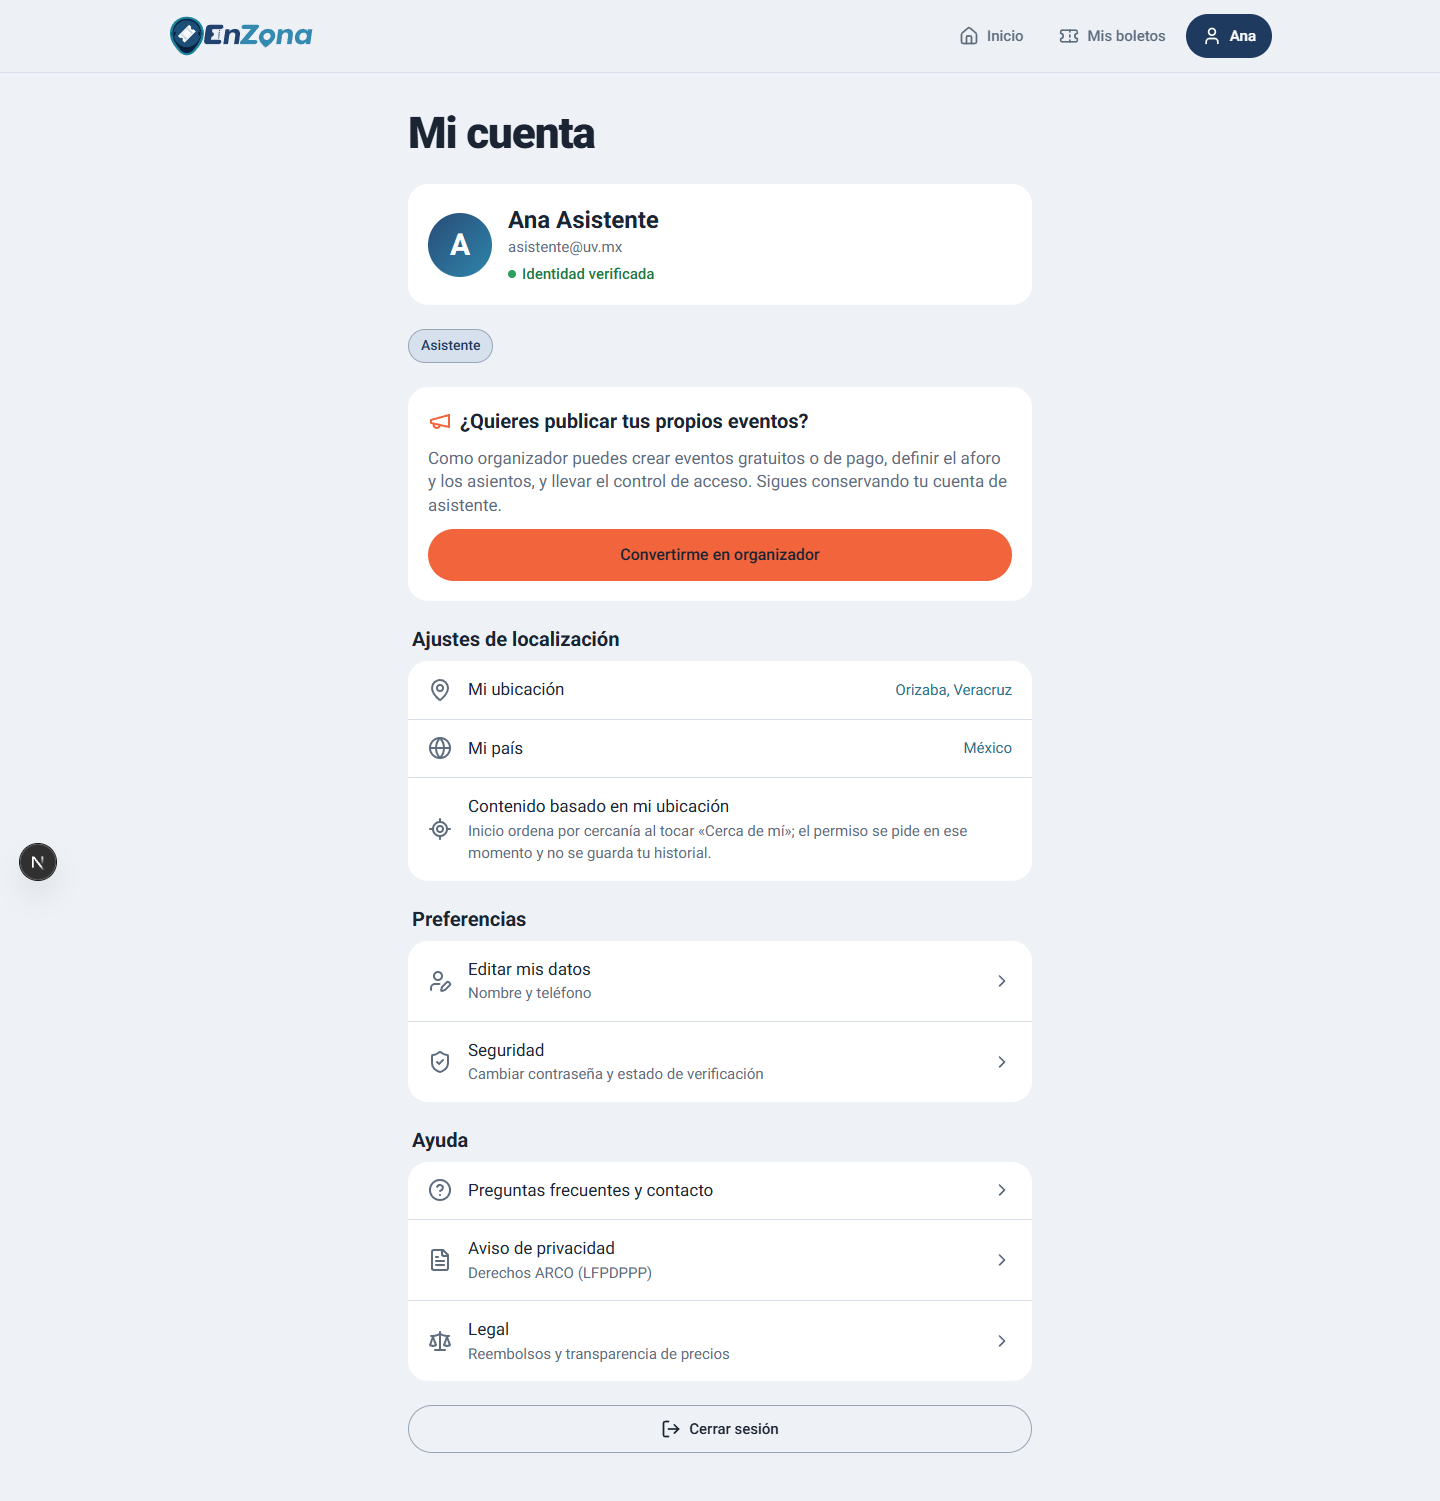 EnZona
Inicio
Mis boletos
Ana
Mi cuenta
A
Ana Asistente
asistente@uv.mx
Identidad verificada
Asistente
¿Quieres publicar tus propios eventos?
Como organizador puedes crear eventos gratuitos o de pago, definir el aforo
y los asientos, y llevar el control de acceso. Sigues conservando tu cuenta de
asistente.
Convertirme en organizador
Ajustes de localización
Mi ubicación
Orizaba, Veracruz
Mi país
México
Contenido basado en mi ubicación
Inicio ordena por cercanía al tocar «Cerca de mí»; el permiso se pide en ese
momento y no se guarda tu historial.
N
Preferencias
Editar mis datos
Nombre y teléfono
Seguridad
Cambiar contraseña y estado de verificación
Ayuda
Preguntas frecuentes y contacto
Aviso de privacidad
Derechos ARCO (LFPDPPP)
Legal
Reembolsos y transparencia de precios
Cerrar sesión